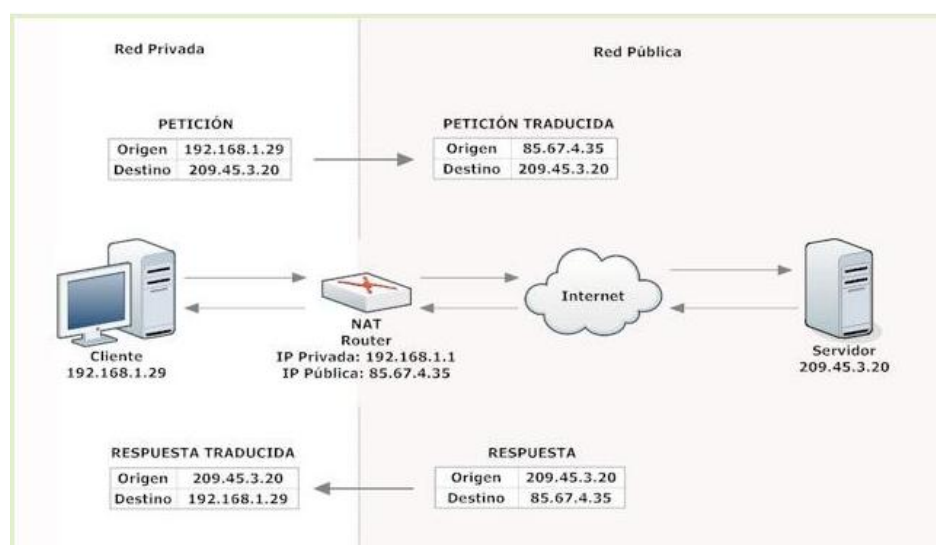 Red Privada
Red Pública
PETICIÓN
Origen 192.168.1.29
Destino 209.45.3.20
PETICIÓN TRADUCIDA
Origen 85.67.4.35
Destino 209.45.3.20
Cliente
192.168.1.29
NAT
Router
IP Privada: 192.168.1.1
IP Pública: 85.67.4.35
Internet
Servidor
209.45.3.20
RESPUESTA TRADUCIDA
Origen 209.45.3.20
Destino 192.168.1.29
RESPUESTA
Origen 209.45.3.20
Destino 85.67.4.35